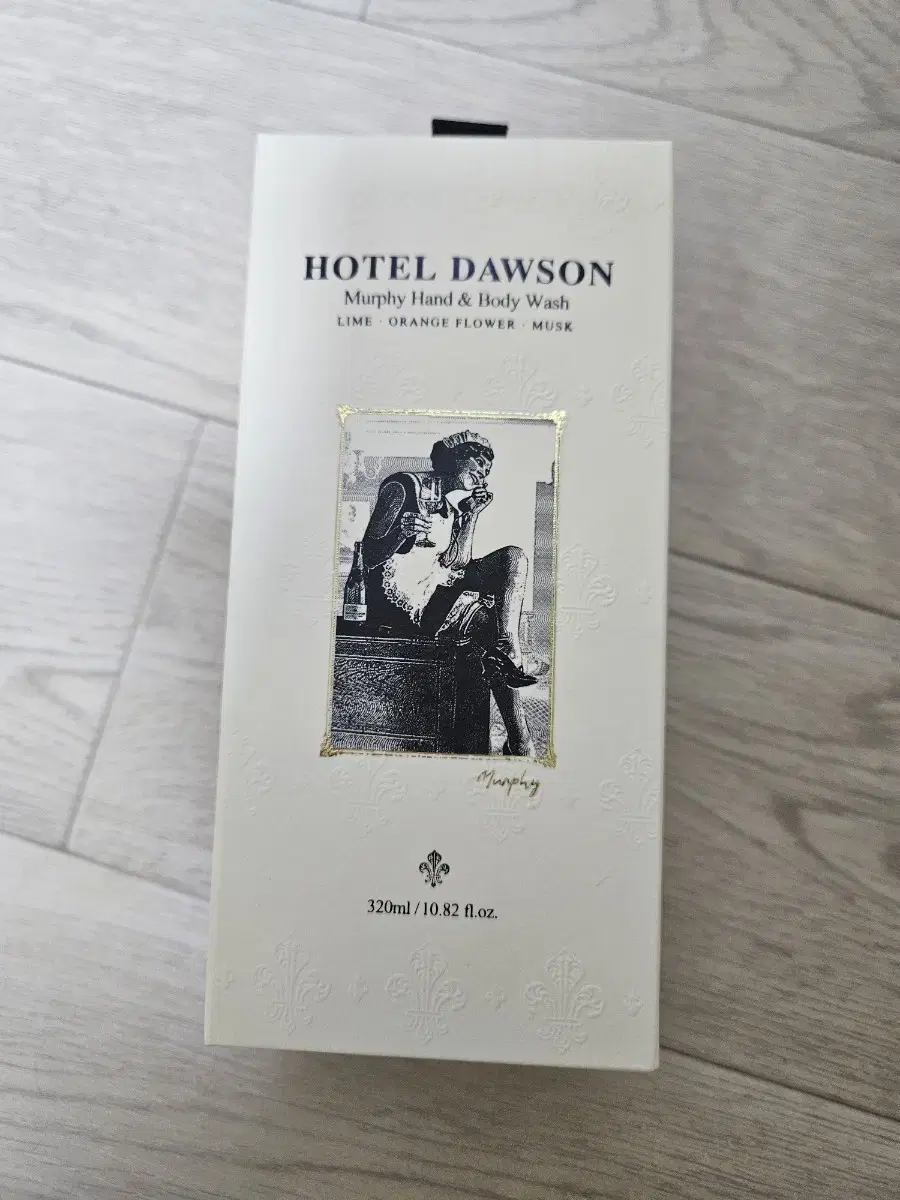 HOTEL DAWSON
Murphy Hand & Body Wash
LIME · ORANGE FLOWER · MUSK
Murphy
320ml / 10.82 fl.oz.